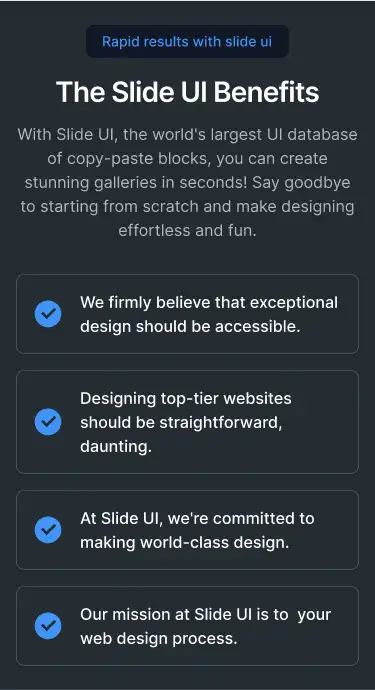 Rapid results with slide ui
The Slide UI Benefits
With Slide UI, the world's largest UI database
of copy-paste blocks, you can create
stunning galleries in seconds! Say goodbye
to starting from scratch and make designing
effortless and fun.
We firmly believe that exceptional
design should be accessible.
Designing top-tier websites
should be straightforward,
daunting.
At Slide UI, we're committed to
making world-class design.
Our mission at Slide UI is to  your
web design process.